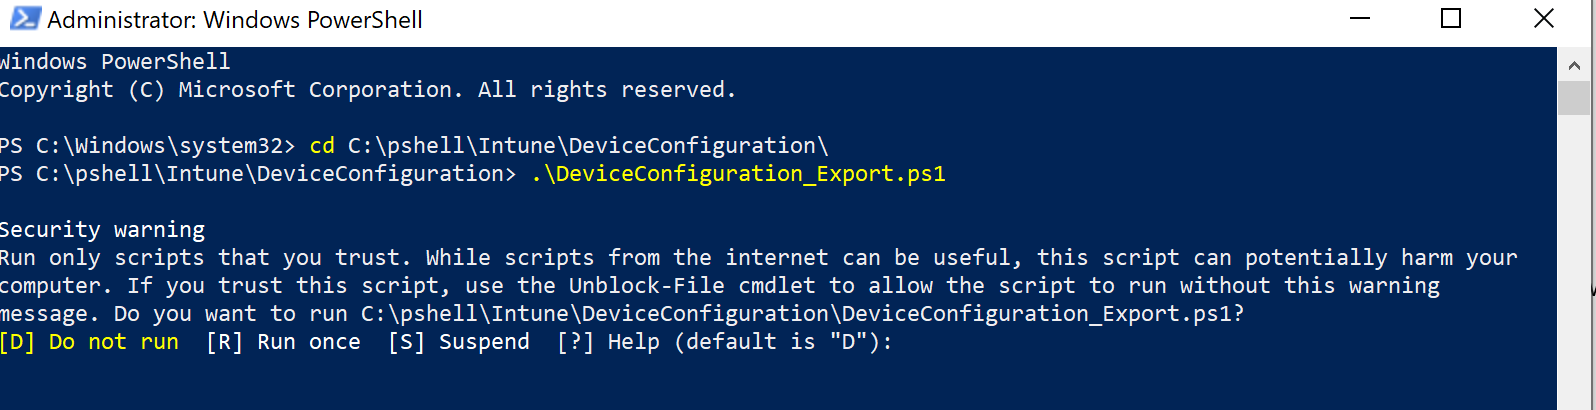 Administrator: Windows PowerShell
Windows PowerShell
Copyright (C) Microsoft Corporation. All rights reserved.
PS C:\Windows\system32> cd C:\pshell\Intune\DeviceConfiguration\
PS C:\pshell\Intune\DeviceConfiguration> .\DeviceConfiguration_Export.ps1
Security warning
Run only scripts that you trust. While scripts from the internet can be useful, this script can potentially harm your
computer. If you trust this script, use the Unblock-File cmdlet to allow the script to run without this warning
message. Do you want to run C:\pshell\Intune\DeviceConfiguration\DeviceConfiguration_Export.ps1?
[D] Do not run  [R] Run once  [S] Suspend  [?] Help (default is "D"):